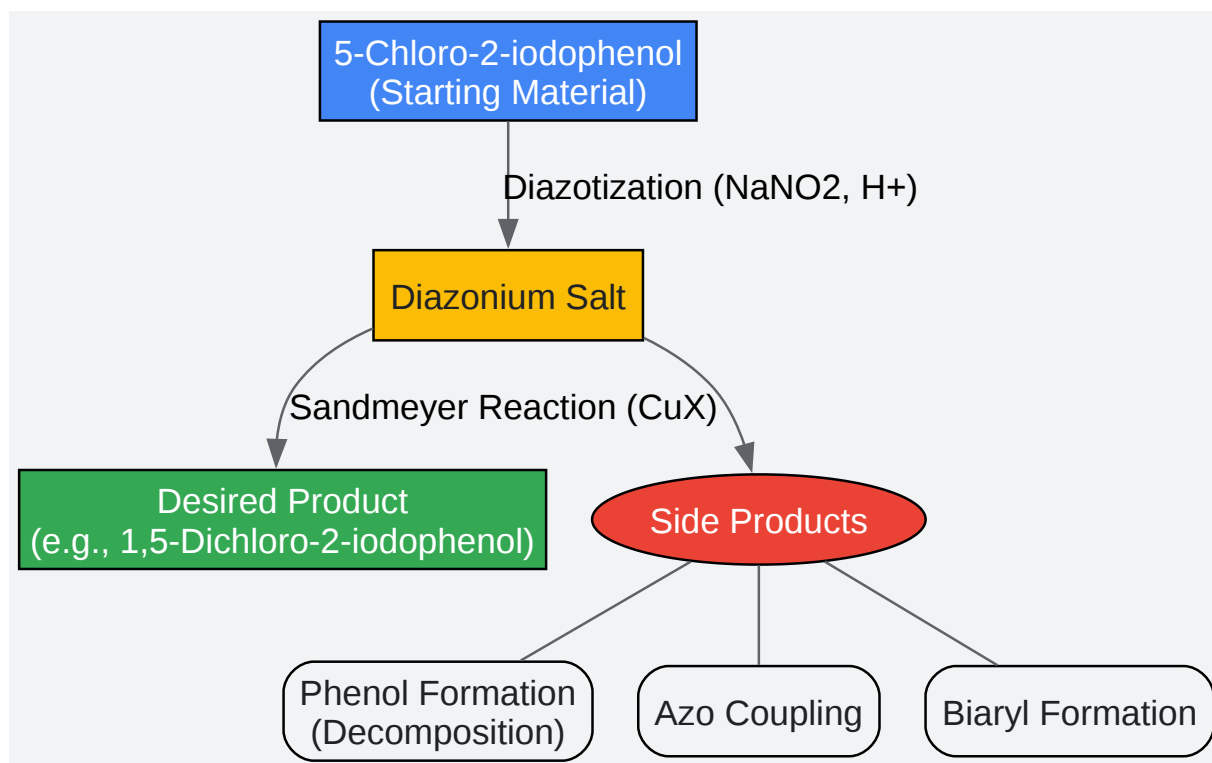 5-Chloro-2-iodophenol
(Starting Material)
Diazotization (NaNO2, H+)
Diazonium Salt
Sandmeyer Reaction (CuX)
Desired Product
(e.g., 1,5-Dichloro-2-iodophenol)
Side Products
Phenol Formation
(Decomposition)
Azo Coupling
Biaryl Formation